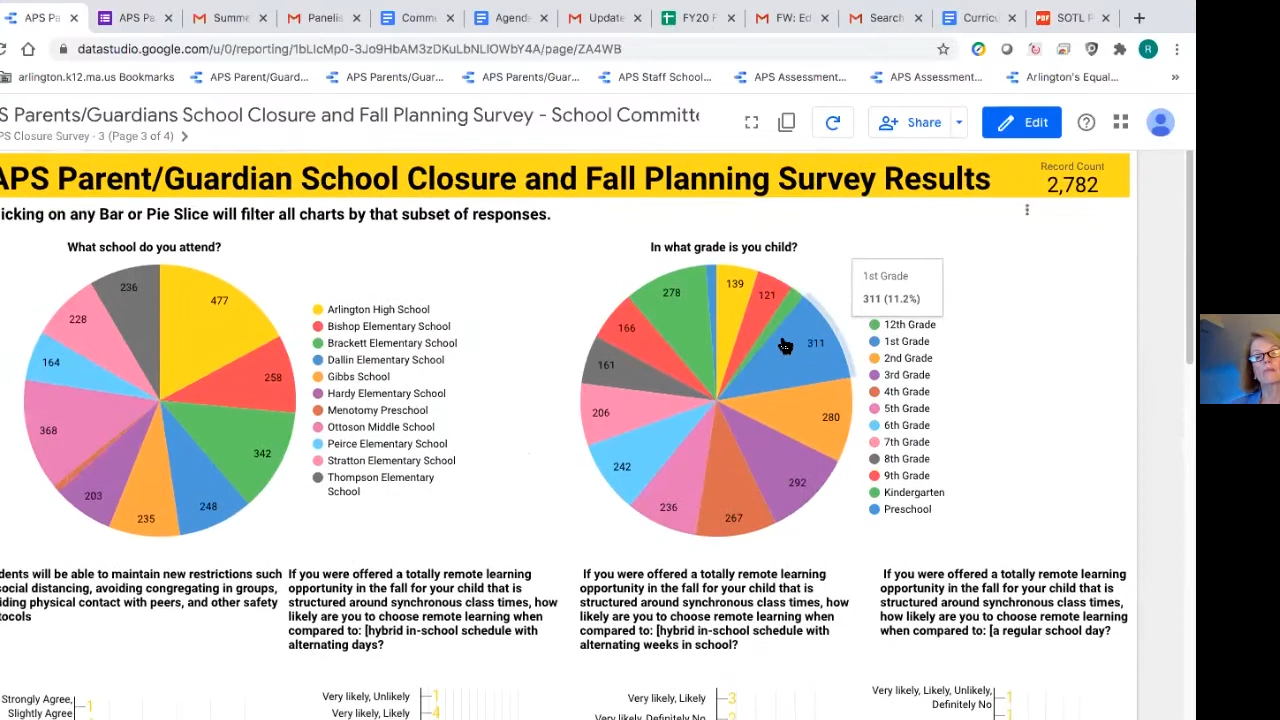 APS Pa
APS Pa
Summe
Panelis
Commu
Agenda
Update
FY20 F
FW: Ed
Search
Curricu
SOTL P
datastudio.google.com/u/0/reporting/1bLIcMp0-3Jo9HbAM3zDKuLbNLIOWbY4A/page/ZA4WB
R
arlington.k12.ma.us Bookmarks
APS Parent/Guard...
APS Parents/Guar...
APS Parents/Guar...
APS Staff School...
APS Assessment...
APS Assessment...
Arlington's Equal...
»
S Parents/Guardians School Closure and Fall Planning Survey - School Committe
PS Closure Survey - 3 (Page 3 of 4)
Share
Edit
APS Parent/Guardian School Closure and Fall Planning Survey Results
Record Count
2,782
icking on any Bar or Pie Slice will filter all charts by that subset of responses.
What school do you attend?
477
258
342
248
235
203
368
164
228
236
Arlington High School
Bishop Elementary School
Brackett Elementary School
Dallin Elementary School
Gibbs School
Hardy Elementary School
Menotomy Preschool
Ottoson Middle School
Peirce Elementary School
Stratton Elementary School
Thompson Elementary
School
In what grade is you child?
139
121
311
280
292
267
236
242
206
161
166
278
1st Grade
311 (11.2%)
12th Grade
1st Grade
2nd Grade
3rd Grade
4th Grade
5th Grade
6th Grade
7th Grade
8th Grade
9th Grade
Kindergarten
Preschool
dents will be able to maintain new restrictions such
social distancing, avoiding congregating in groups,
iding physical contact with peers, and other safety
tocols
If you were offered a totally remote learning
opportunity in the fall for your child that is
structured around synchronous class times, how
likely are you to choose remote learning when
compared to: [hybrid in-school schedule with
alternating days?
If you were offered a totally remote learning
opportunity in the fall for your child that is
structured around synchronous class times, how
likely are you to choose remote learning when
compared to: [hybrid in-school schedule with
alternating weeks in school?
If you were offered a totally remote learning
opportunity in the fall for your child that is
structured around synchronous class times,
how likely are you to choose remote learning
when compared to: [a regular school day?
Strongly Agree,
Slightly Agree
1
Very likely, Unlikely
1
Very likely, Likely
4
Very likely, Likely
3
Very likely, Definitely No
Very likely, Likely, Unlikely,
Definitely No
1